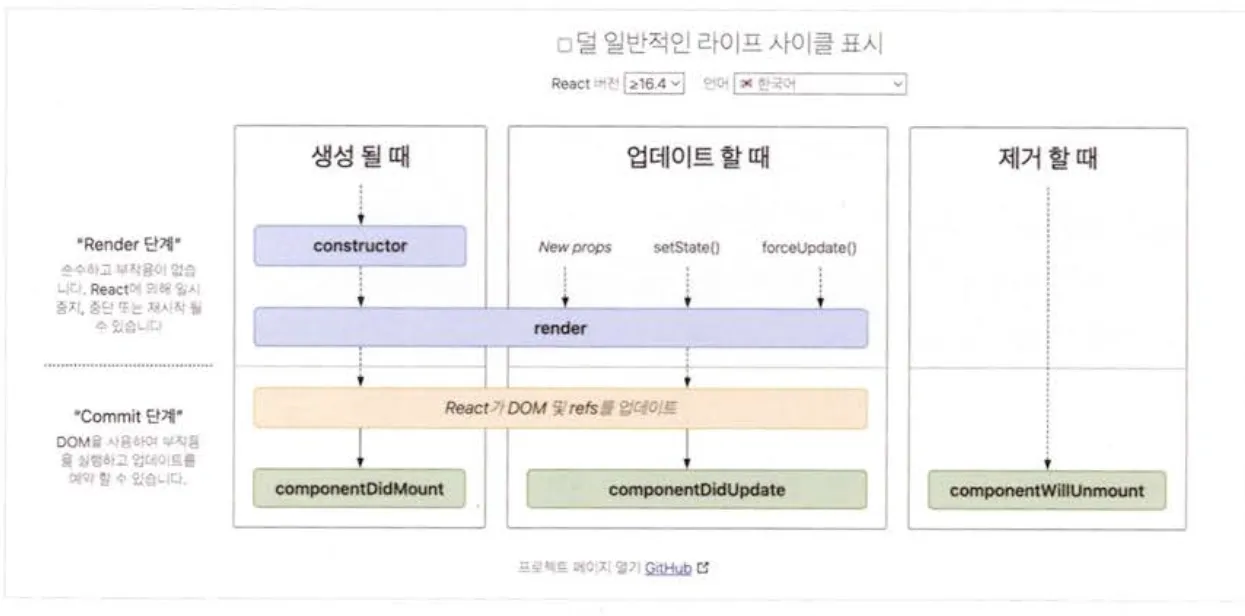 덜 일반적인 라이프 사이클 표시
React 버전 ≥16.4 언어 한국어
생성 될 때
업데이트 할 때
제거 할 때
"Render 단계"
순수하고 부작용이 없습
니다. React에 의해 일시
중지, 중단 또는 재시작 될
수 있습니다
constructor
New props
setState()
forceUpdate()
render
"Commit 단계"
DOM을 사용하여 부작용
을 실행하고 업데이트를
예약 할 수 있습니다.
React가 DOM 및 refs를 업데이트
componentDidMount
componentDidUpdate
componentWillUnmount
프로젝트 페이지 열기 GitHub